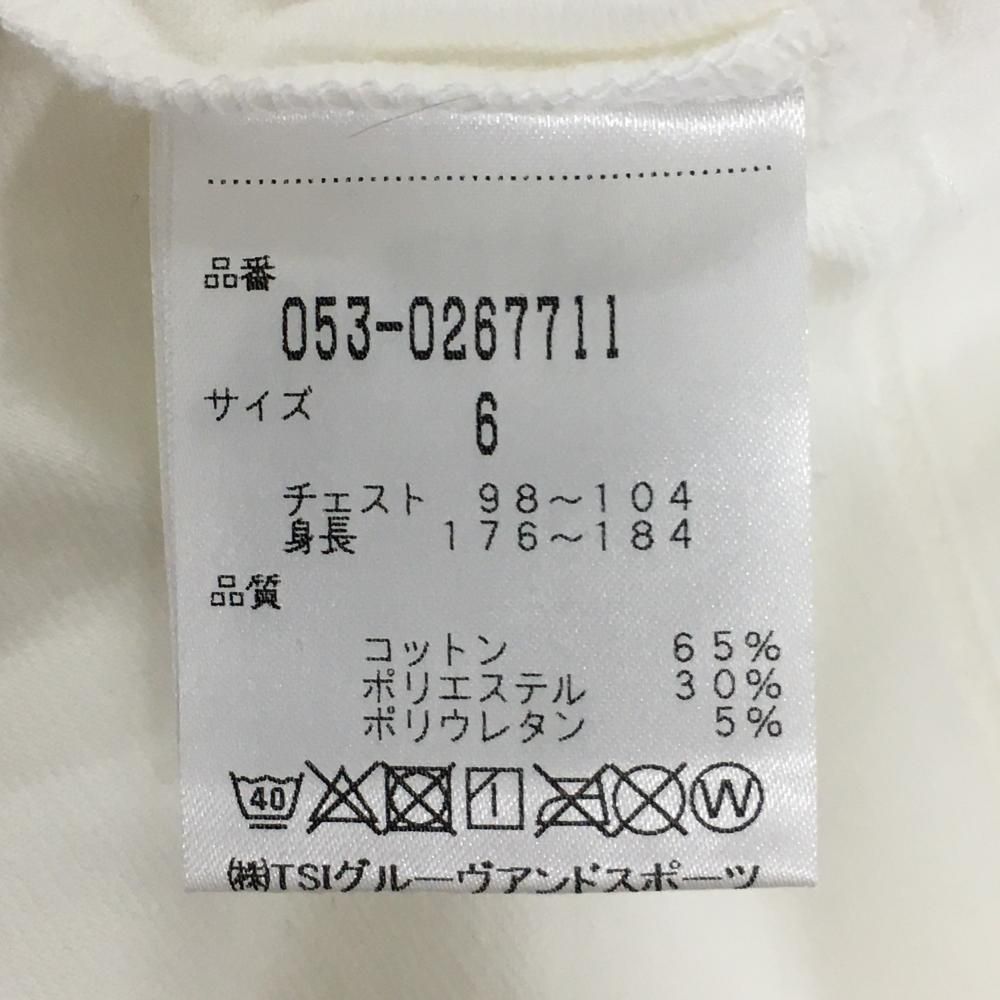 品番
053-0267711
サイズ 6
チェスト 98〜104
身長 176〜184
品質
コットン 65%
ポリエステル 30%
ポリウレタン 5%
40 W
㈱TSIグルーヴアンドスポーツ